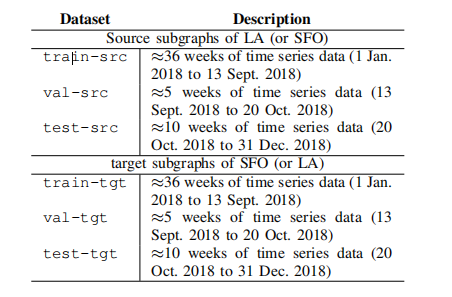 Dataset Description
Source subgraphs of LA (or SFO)
train-src ≈36 weeks of time series data (1 Jan.
2018 to 13 Sept. 2018)
val-src ≈5 weeks of time series data (13
Sept. 2018 to 20 Oct. 2018)
test-src ≈10 weeks of time series data (20
Oct. 2018 to 31 Dec. 2018)
target subgraphs of SFO (or LA)
train-tgt ≈36 weeks of time series data (1 Jan.
2018 to 13 Sept. 2018)
val-tgt ≈5 weeks of time series data (13
Sept. 2018 to 20 Oct. 2018)
test-tgt ≈10 weeks of time series data (20
Oct. 2018 to 31 Dec. 2018)